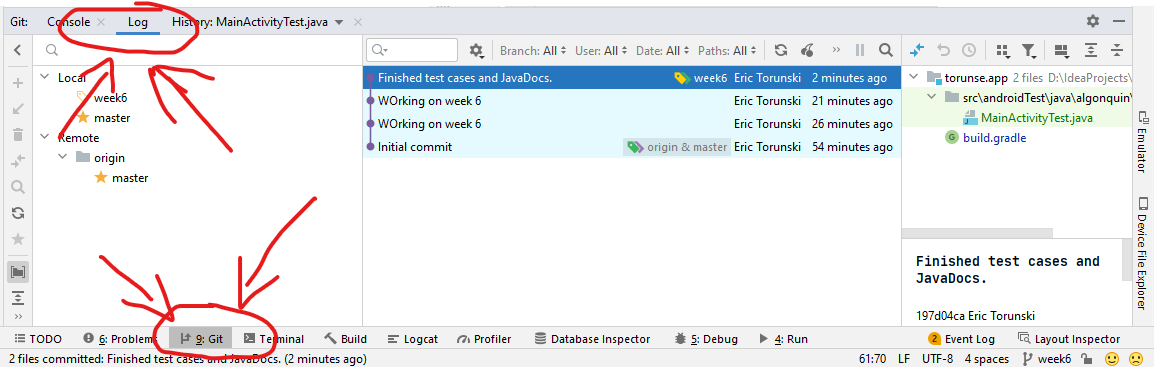 Git: Console Log History: MainActivityTest.java
Branch: All User: All Date: All Paths: All
Local
week6
master
Remote
origin
master
Finished test cases and JavaDocs. week6 Eric Torunski 2 minutes ago
WOrking on week 6 Eric Torunski 21 minutes ago
WOrking on week 6 Eric Torunski 26 minutes ago
Initial commit origin & master Eric Torunski 54 minutes ago
torunse.app 2 files D:\IdeaProjects\
src\androidTest\java\algonquin\
MainActivityTest.java
build.gradle
Finished test cases and
JavaDocs.
197d04ca Eric Torunski
Emulator
Device File Explorer
TODO 6: Problems 9: Git Terminal Build Logcat Profiler Database Inspector 5: Debug 4: Run 2 Event Log Layout Inspector
2 files committed: Finished test cases and JavaDocs. (2 minutes ago) 61:70 LF UTF-8 4 spaces week6